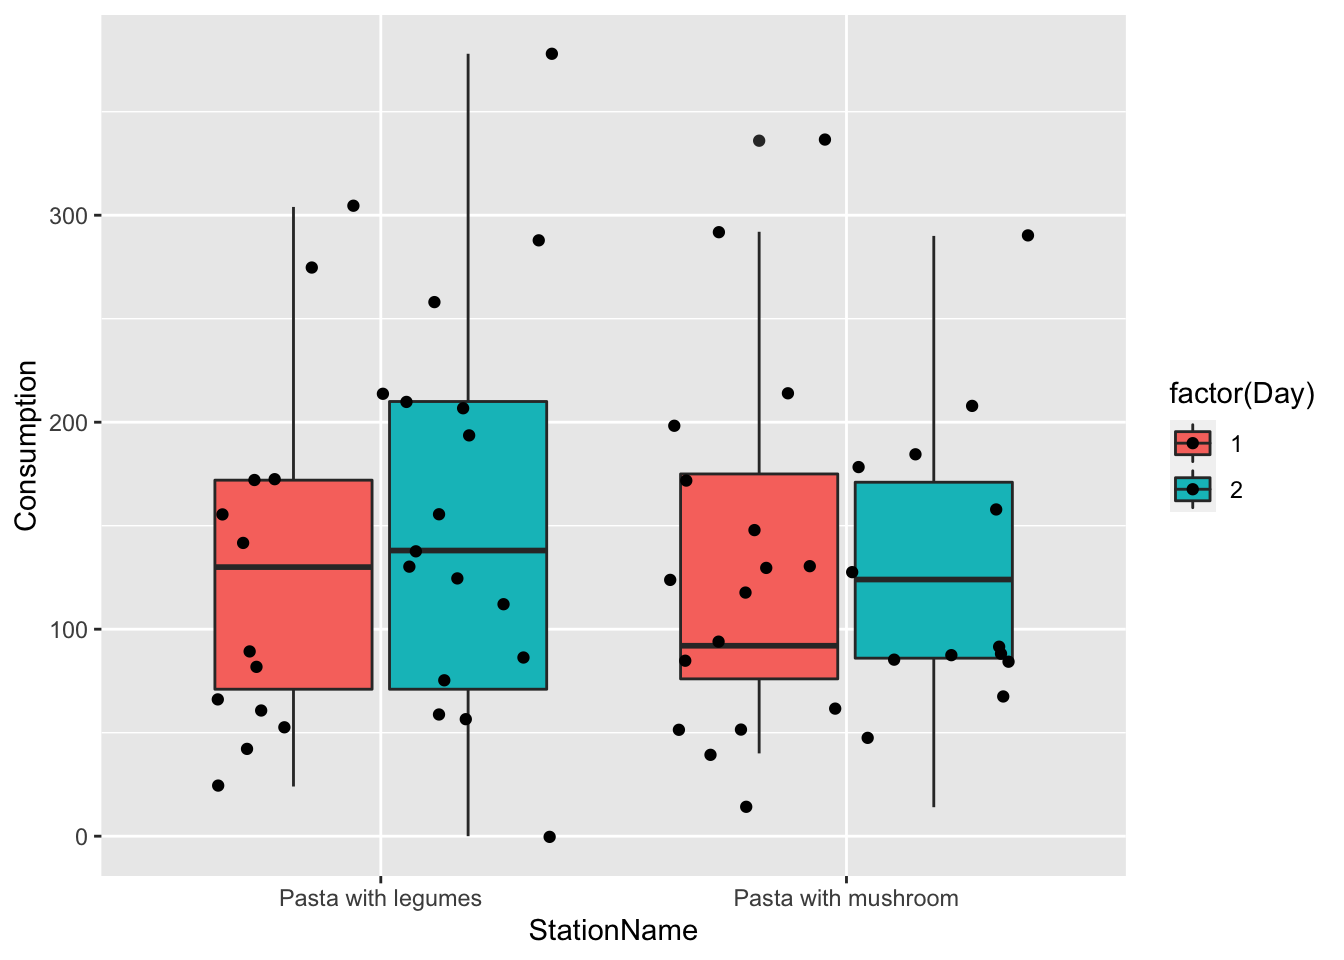 Consumption
300
200
100
0
Pasta with legumes
Pasta with mushroom
StationName
factor(Day)
1
2